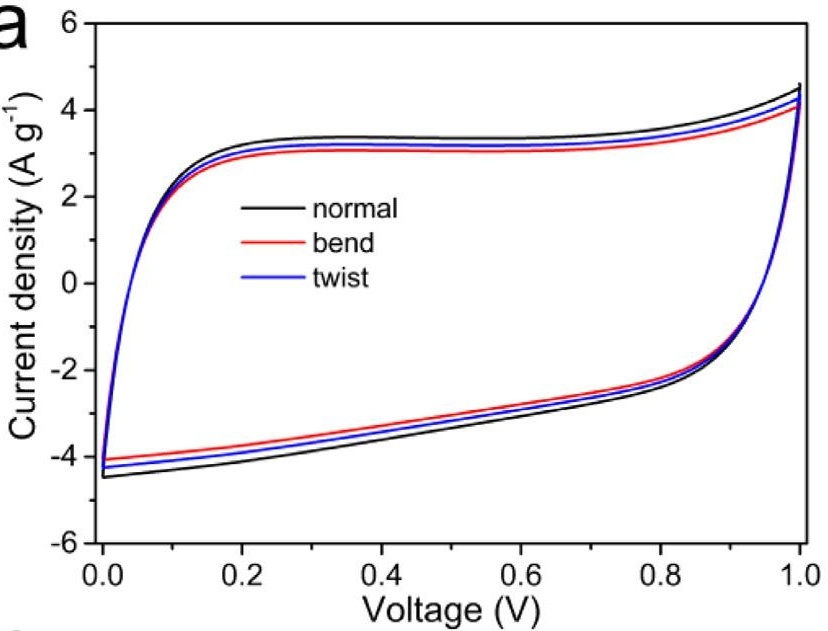 a
6
4
2
0
-2
-4
-6
Current density (A g⁻¹)
normal
bend
twist
0.0 0.2 0.4 0.6 0.8 1.0
Voltage (V)